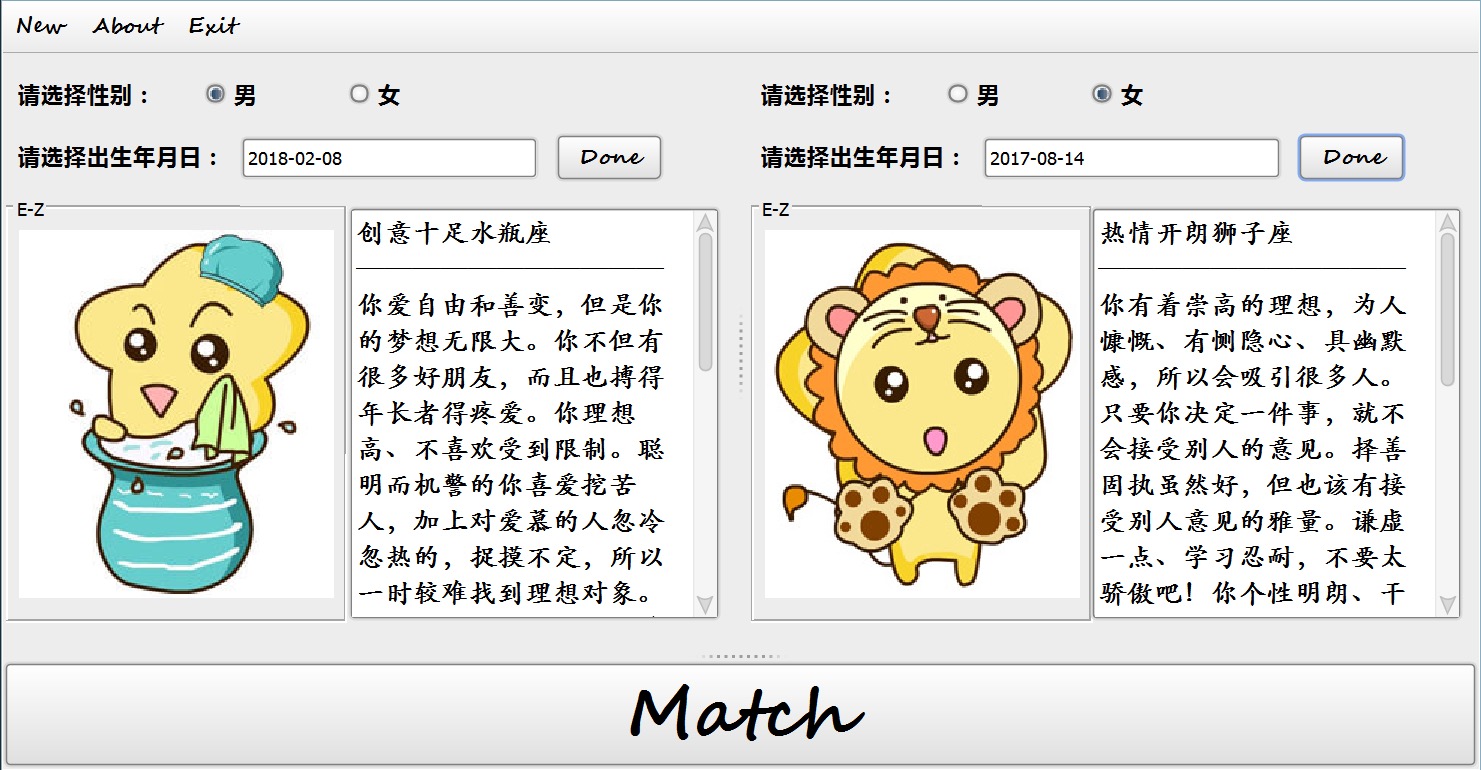 New About Exit
请选择性别： 男 女
请选择出生年月日： 2018-02-08 Done
E-Z
创意十足水瓶座
你爱自由和善变，但是你
的梦想无限大。你不但有
很多好朋友，而且也搏得
年长者得疼爱。你理想
高、不喜欢受到限制。聪
明而机警的你喜爱挖苦
人，加上对爱慕的人忽冷
忽热的，捉摸不定，所以
一时较难找到理想对象。
请选择性别： 男 女
请选择出生年月日： 2017-08-14 Done
E-Z
热情开朗狮子座
你有着崇高的理想，为人
慷慨、有恻隐心、具幽默
感，所以会吸引很多人。
只要你决定一件事，就不
会接受别人的意见。择善
固执虽然好，但也该有接
受别人意见的雅量。谦虚
一点、学习忍耐，不要太
骄傲吧！你个性明朗、干
Match